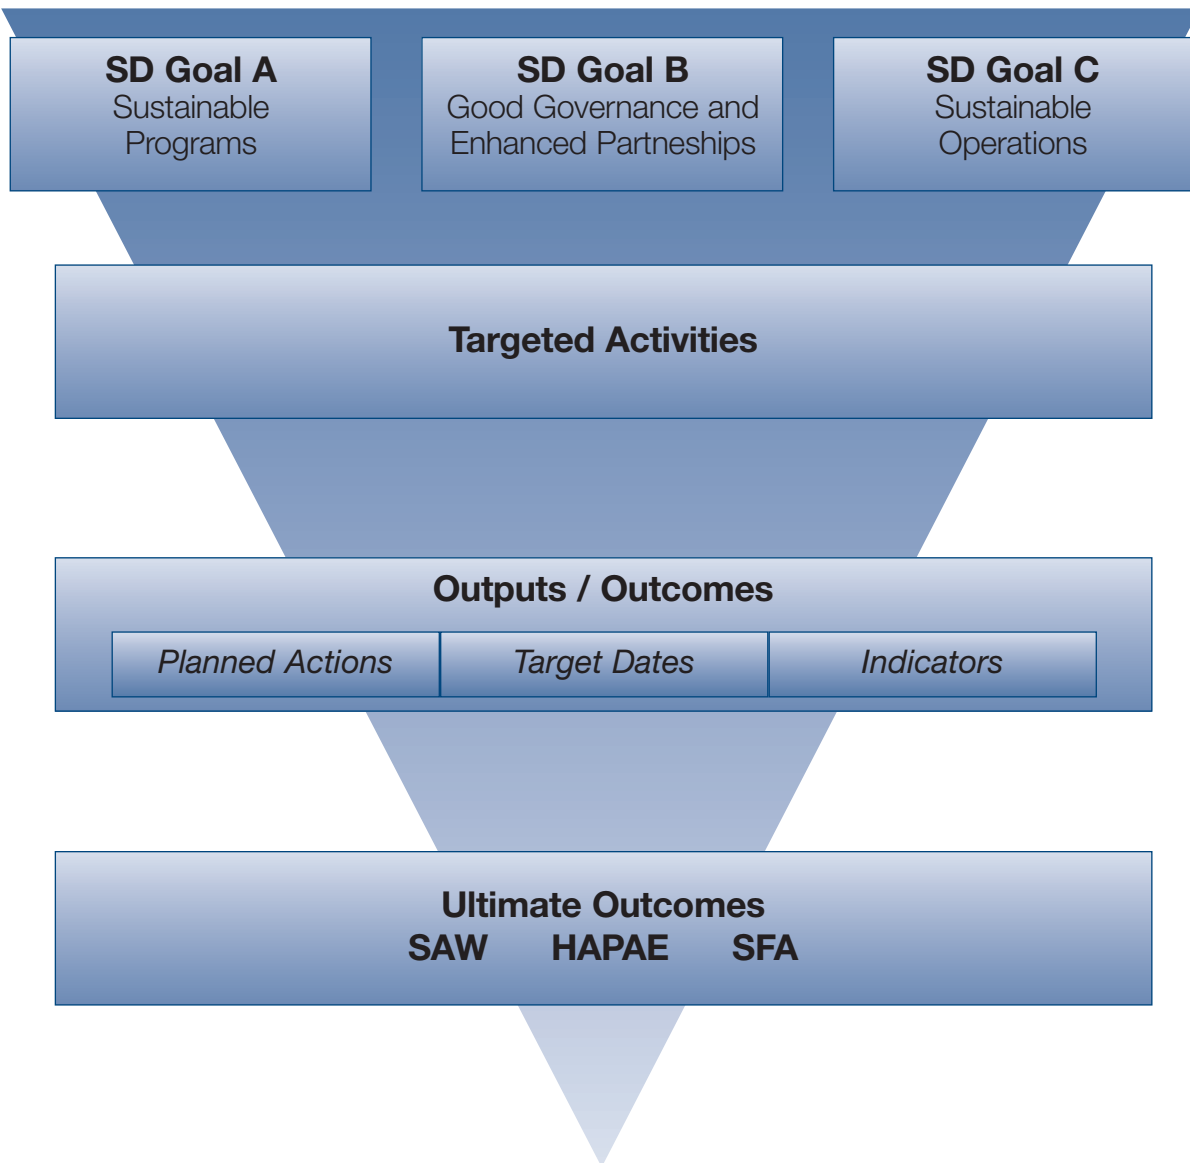 SD Goal A
Sustainable
Programs
SD Goal B
Good Governance and
Enhanced Partneships
SD Goal C
Sustainable
Operations
Targeted Activities
Outputs / Outcomes
Planned Actions
Target Dates
Indicators
Ultimate Outcomes
SAW HAPAE SFA